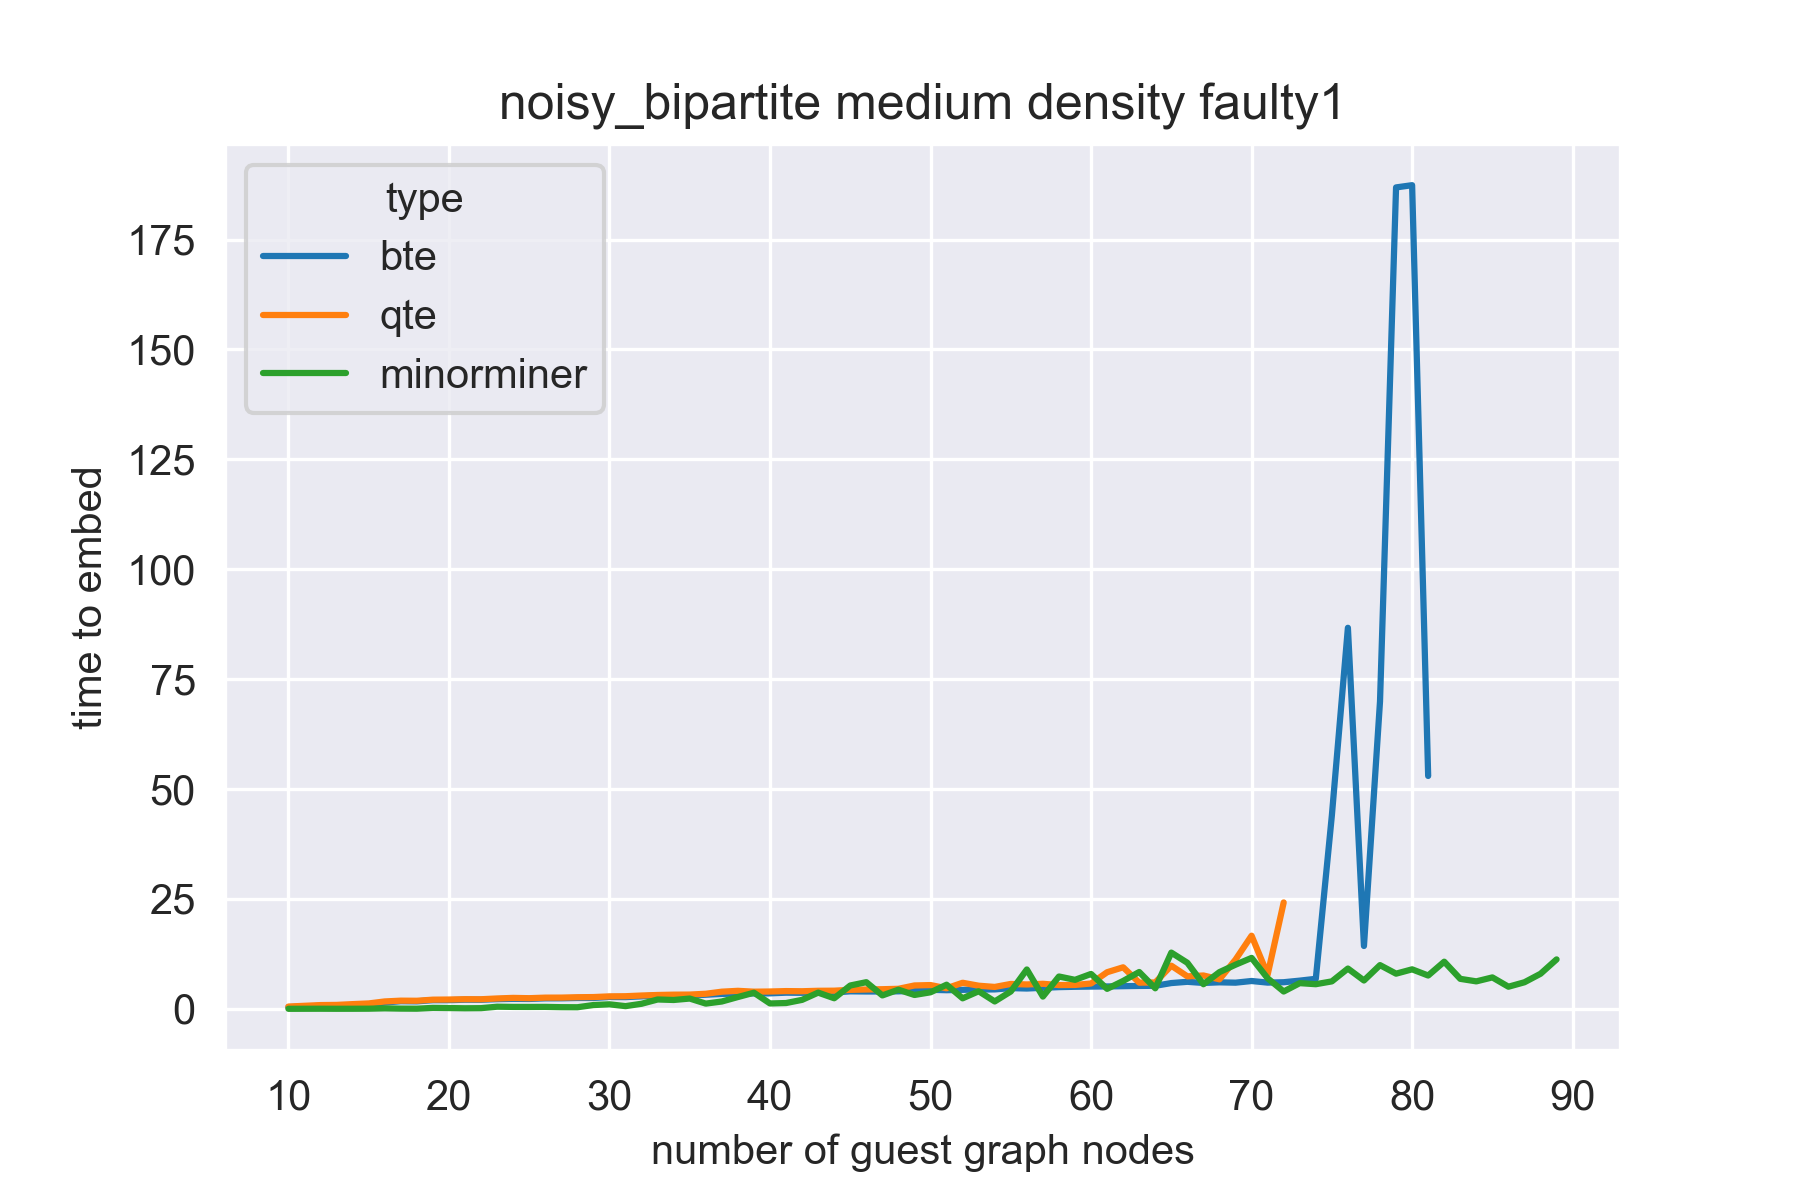 noisy_bipartite medium density faulty1
type
bte
qte
minorminer
175
150
125
100
75
50
25
0
time to embed
10 20 30 40 50 60 70 80 90
number of guest graph nodes